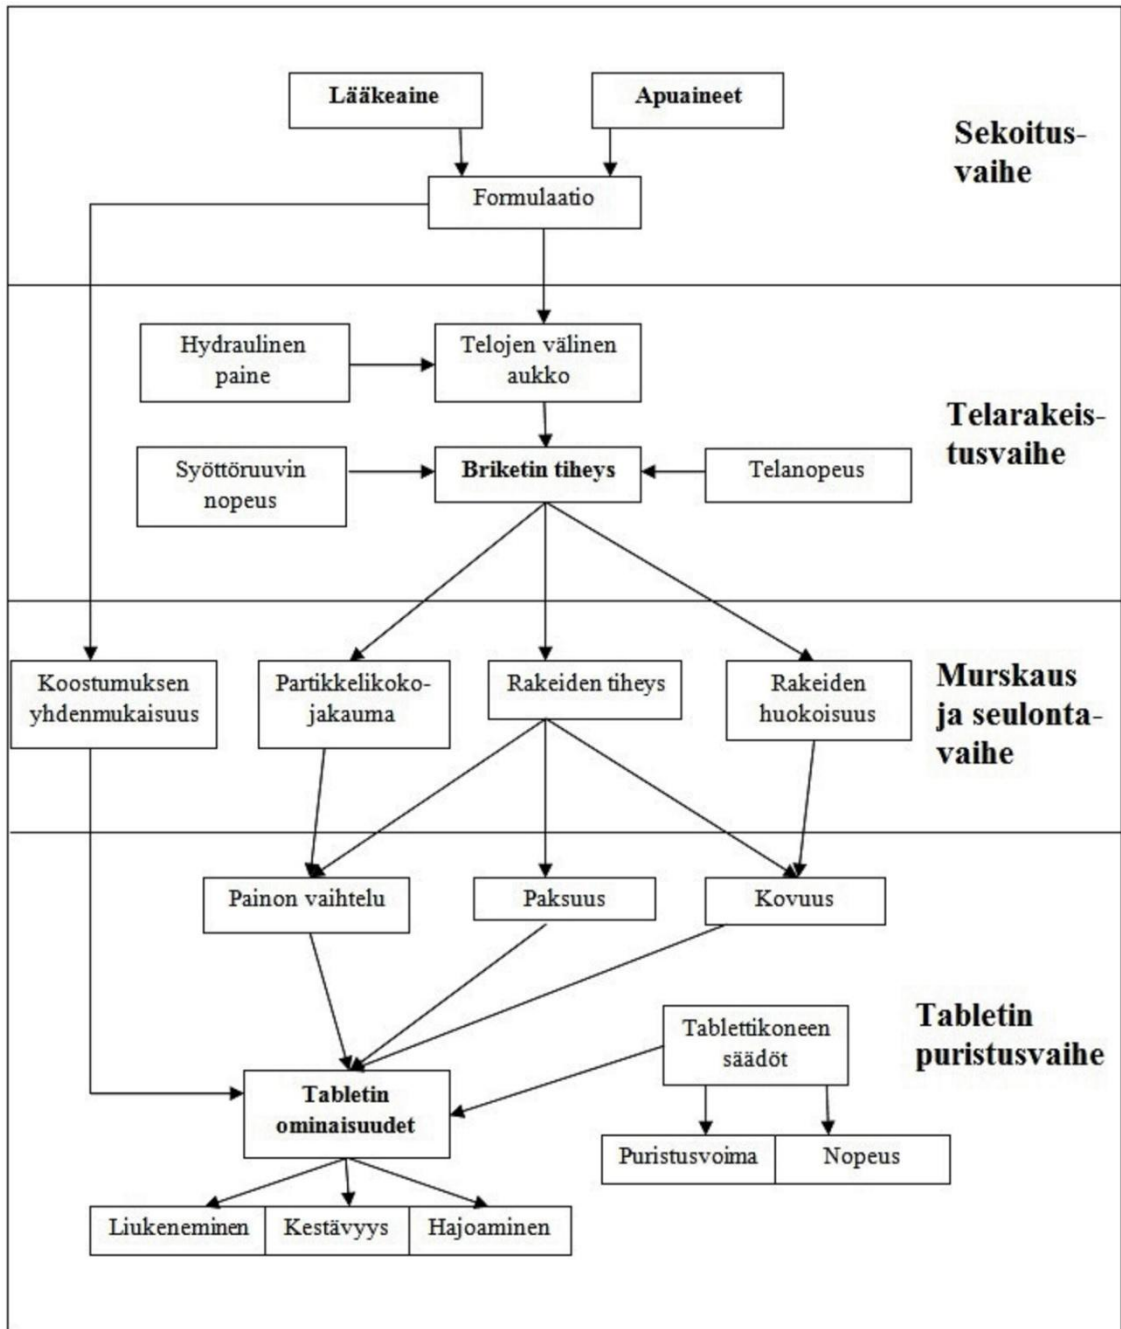 Lääkeaine
Apuaineet
Sekoitus-
vaihe
Formulaatio
Hydraulinen
paine
Telojen välinen
aukko
Telarakeis-
tusvaihe
Syöttöruuvin
nopeus
Briketin tiheys
Telanopeus
Koostumuksen
yhdenmukaisuus
Partikkelikoko-
jakauma
Rakeiden tiheys
Rakeiden
huokoisuus
Murskaus
ja seulonta-
vaihe
Painon vaihtelu
Paksuus
Kovuus
Tablettikoneen
säädöt
Tabletin
puristusvaihe
Tabletin
ominaisuudet
Puristusvoima
Nopeus
Liukeneminen
Kestävyys
Hajoaminen